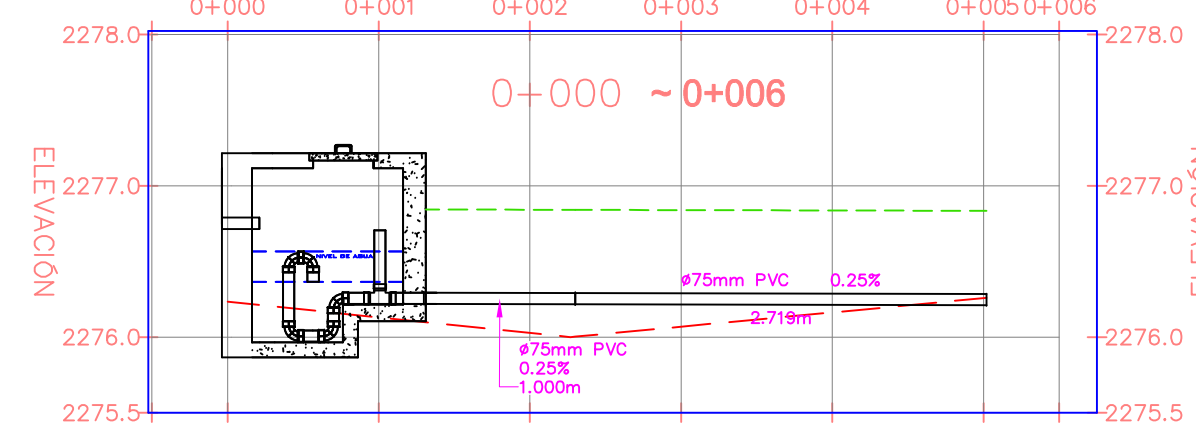 0+000 0+001 0+002 0+003 0+004 0+005 0+006
2278.0 2278.0
0+000 ~ 0+006
ELEVACIÓN
2277.0 2277.0
NIVEL DE AGUA
ø75mm PVC 0.25%
2.719m
2276.0 2276.0
ø75mm PVC
0.25%
1.000m
2275.5 2275.5